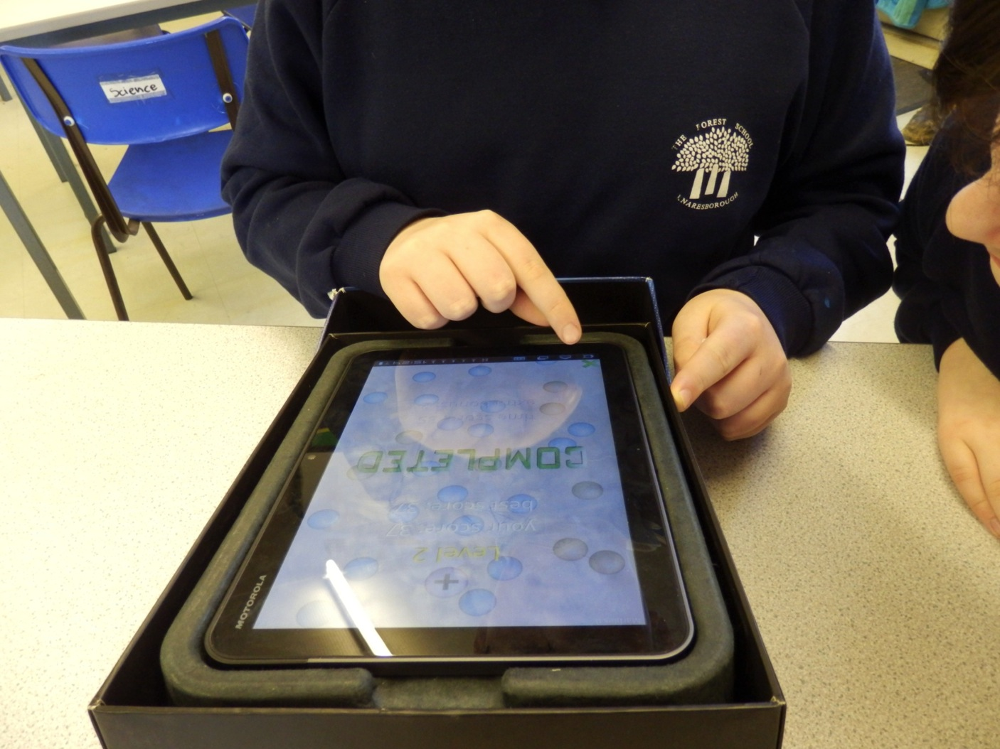 Science
THE FOREST SCHOOL
KNARESBOROUGH
MOTOROLA
Level 2
your score: 37
best score: 37
COMPLETED